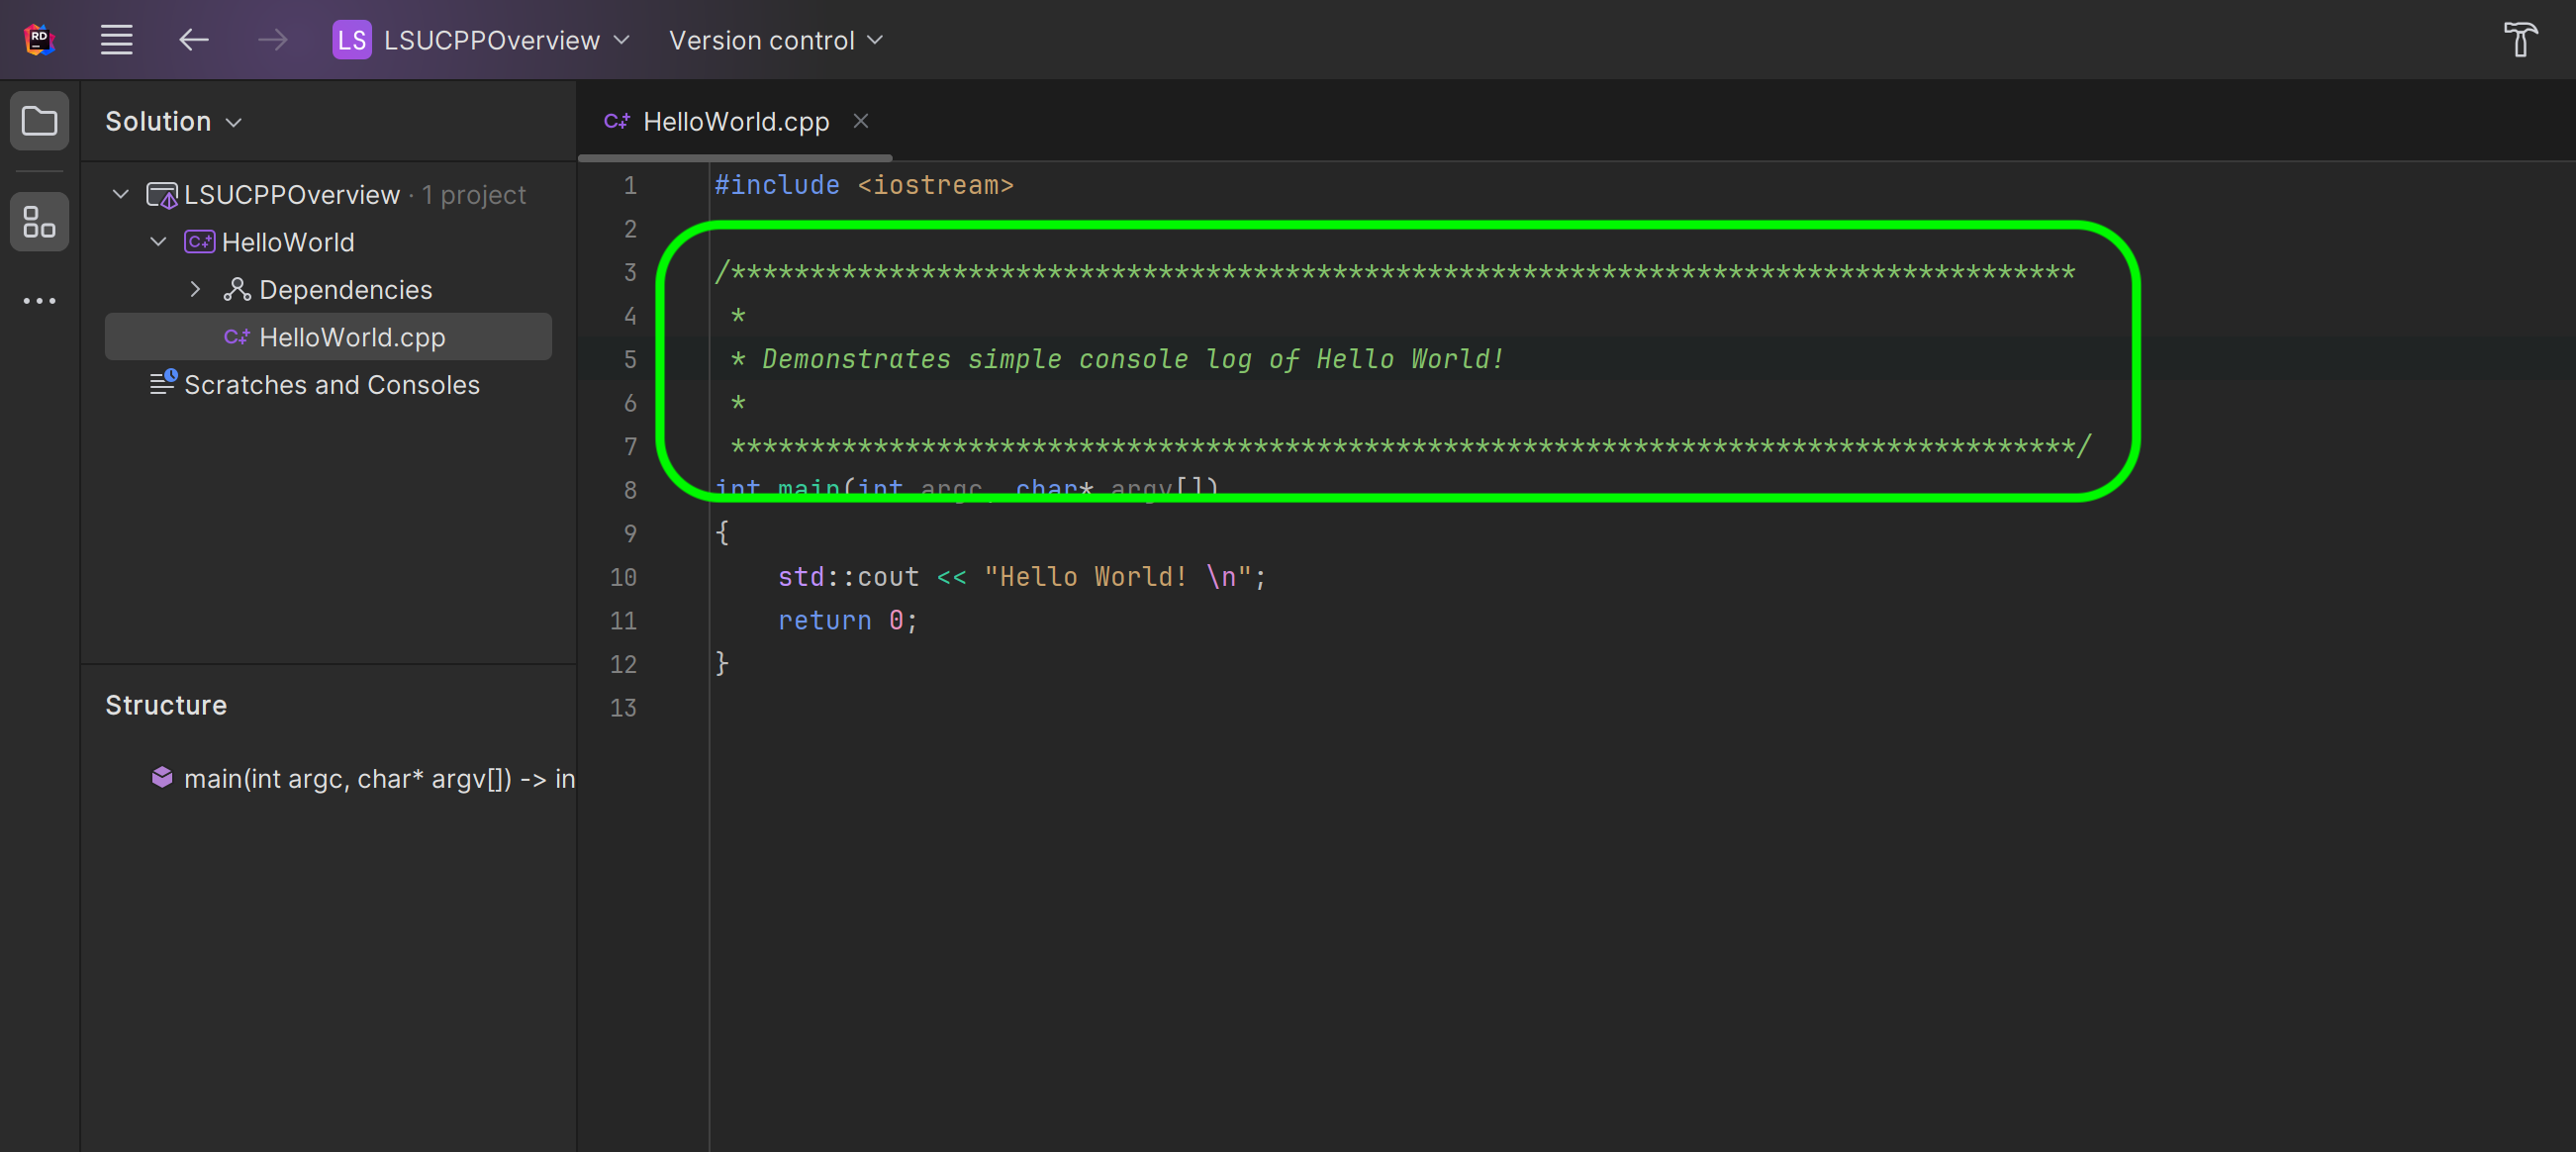 RD
LS LSUCPPOverview Version control
Solution
LSUCPPOverview · 1 project
C++ HelloWorld
Dependencies
C++ HelloWorld.cpp
Scratches and Consoles
Structure
main(int argc, char* argv[]) -> in
C++ HelloWorld.cpp
1 #include <iostream>
2
3 /*************************************************************************************
4  *
5  * Demonstrates simple console log of Hello World!
6  *
7  *************************************************************************************/
8 int main(int argc, char* argv[])
9 {
10     std::cout << "Hello World! \n";
11     return 0;
12 }
13